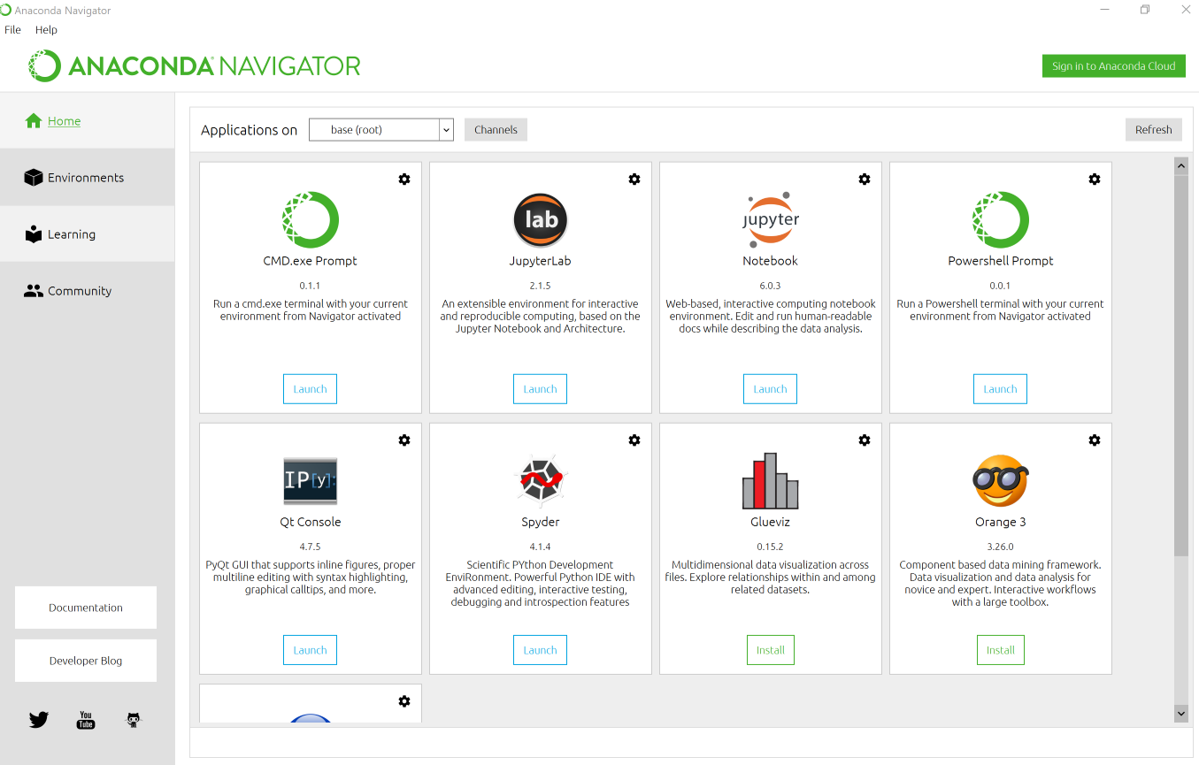 Anaconda Navigator
File Help
ANACONDA NAVIGATOR
Sign in to Anaconda Cloud
Home
Environments
Learning
Community
Documentation
Developer Blog
You
Tube
Applications on base (root) Channels Refresh
CMD.exe Prompt
0.1.1
Run a cmd.exe terminal with your current
environment from Navigator activated
Launch
lab
JupyterLab
2.1.5
An extensible environment for interactive
and reproducible computing, based on the
Jupyter Notebook and Architecture.
Launch
jupyter
Notebook
6.0.3
Web-based, interactive computing notebook
environment. Edit and run human-readable
docs while describing the data analysis.
Launch
Powershell Prompt
0.0.1
Run a Powershell terminal with your current
environment from Navigator activated
Launch
IP[y]:
Qt Console
4.7.5
PyQt GUI that supports inline figures, proper
multiline editing with syntax highlighting,
graphical calltips, and more.
Launch
Spyder
4.1.4
Scientific PYthon Development
EnviRonment. Powerful Python IDE with
advanced editing, interactive testing,
debugging and introspection features
Launch
Glueviz
0.15.2
Multidimensional data visualization across
files. Explore relationships within and among
related datasets.
Install
Orange 3
3.26.0
Component based data mining framework.
Data visualization and data analysis for
novice and expert. Interactive workflows
with a large toolbox.
Install